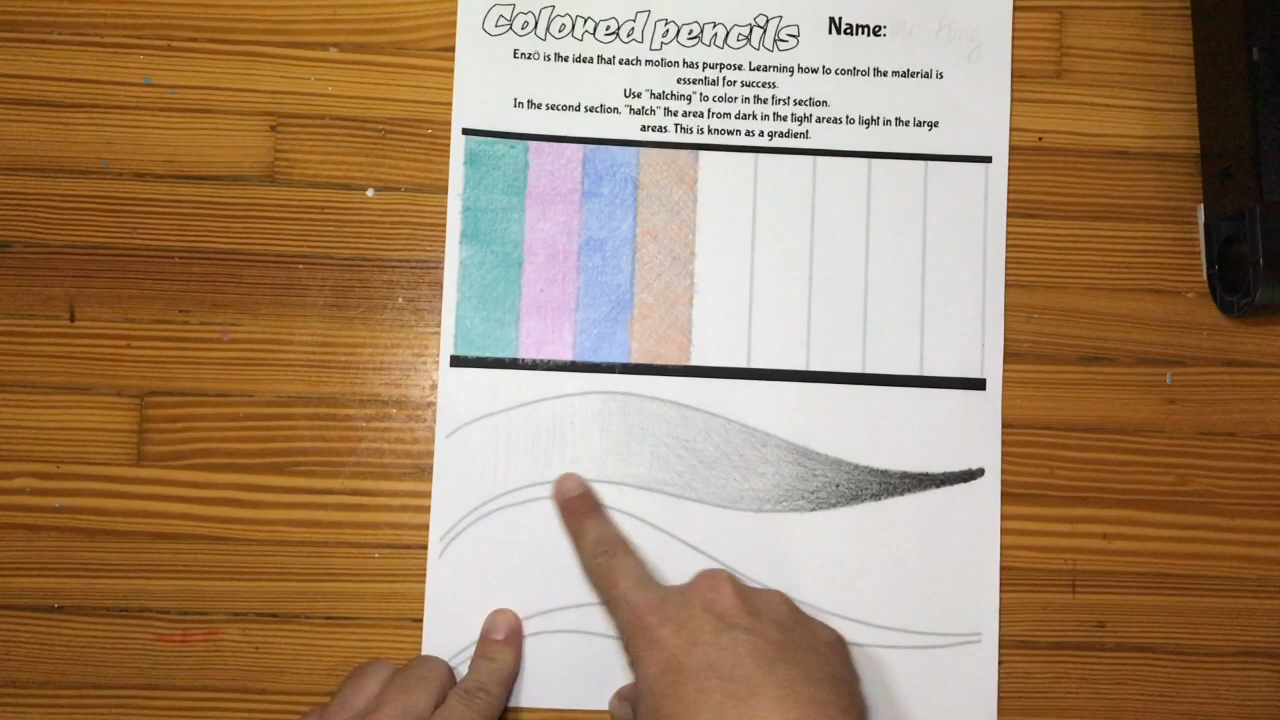 Colored pencils Name:
Enzō is the idea that each motion has purpose. Learning how to control the material is
essential for success.
Use "hatching" to color in the first section.
In the second section, "hatch" the area from dark in the tight areas to light in the large
areas. This is known as a gradient.